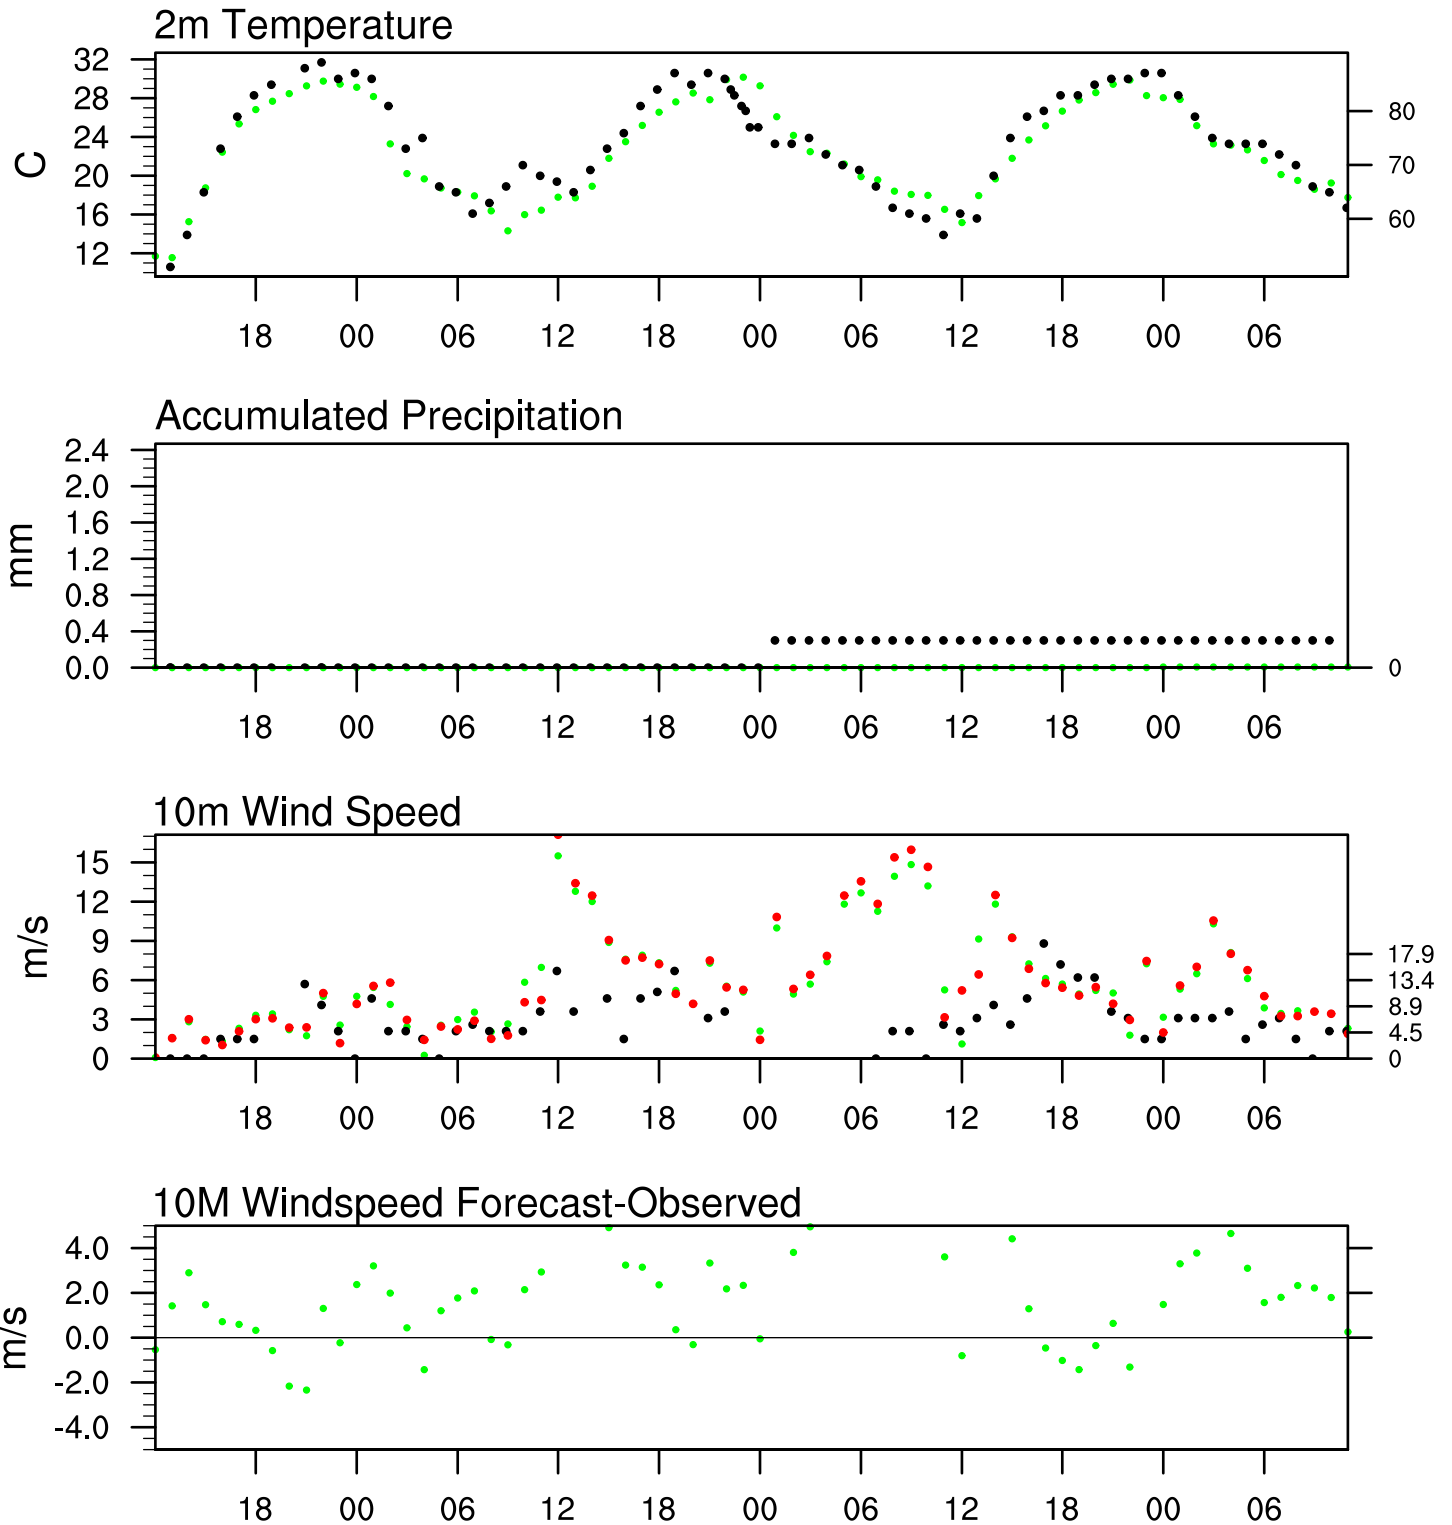 2m Temperature
32
28
24
20
16
12
C
80
70
60
18 00 06 12 18 00 06 12 18 00 06
Accumulated Precipitation
2.4
2.0
1.6
1.2
0.8
0.4
0.0
mm
0
18 00 06 12 18 00 06 12 18 00 06
10m Wind Speed
15
12
9
6
3
0
m/s
17.9
13.4
8.9
4.5
0
18 00 06 12 18 00 06 12 18 00 06
10M Windspeed Forecast-Observed
4.0
2.0
0.0
-2.0
-4.0
m/s
18 00 06 12 18 00 06 12 18 00 06